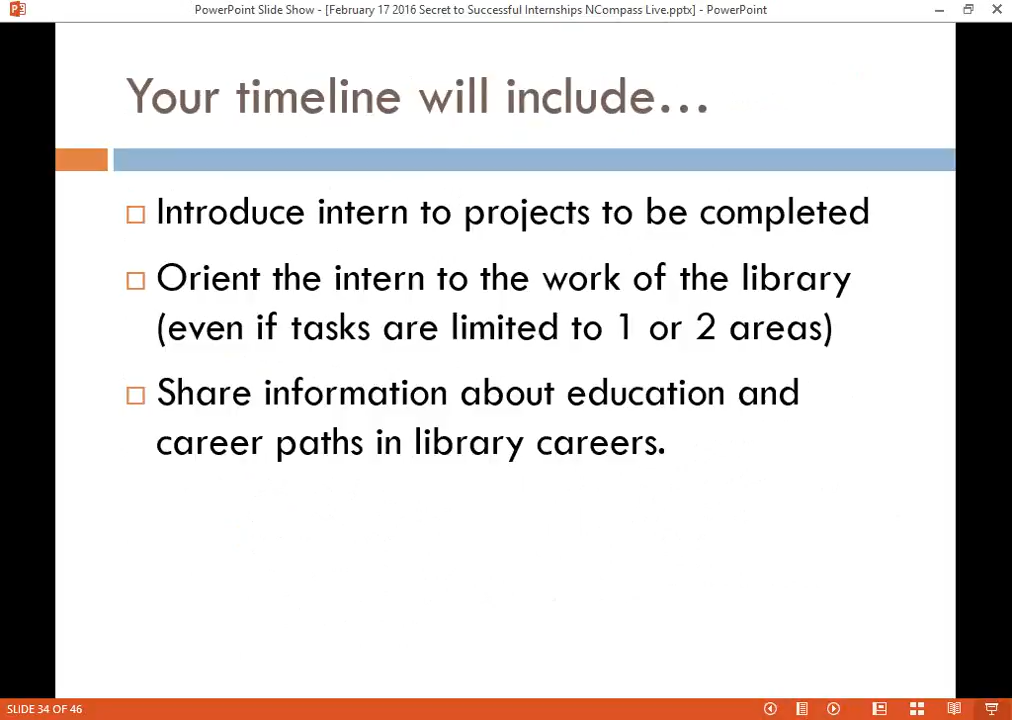 PowerPoint Slide Show - [February 17 2016 Secret to Successful Internships NCompass Live.pptx] - PowerPoint
Your timeline will include…
Introduce intern to projects to be completed
Orient the intern to the work of the library
(even if tasks are limited to 1 or 2 areas)
Share information about education and
career paths in library careers.
SLIDE 34 OF 46